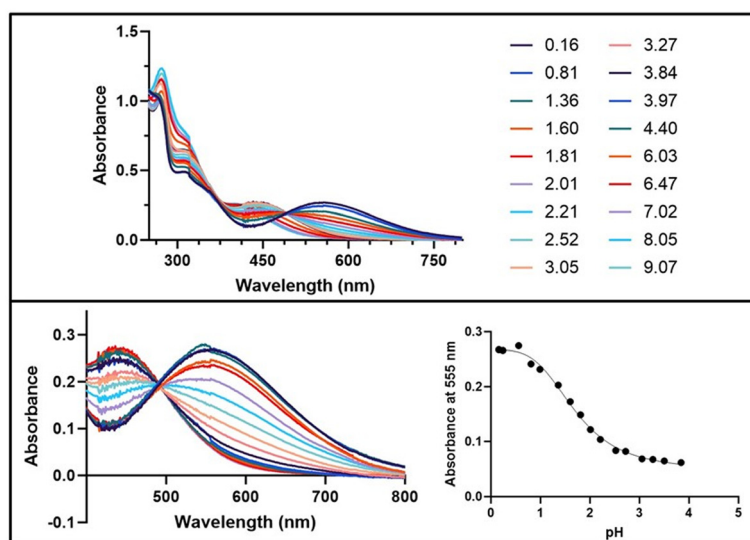 1.5
1.0
0.5
0.0
Absorbance
300 450 600 750
Wavelength (nm)
0.16 3.27
0.81 3.84
1.36 3.97
1.60 4.40
1.81 6.03
2.01 6.47
2.21 7.02
2.52 8.05
3.05 9.07
0.3
0.2
0.1
0.0
-0.1
Absorbance
500 600 700 800
Wavelength (nm)
0.3
0.2
0.1
0.0
Absorbance at 555 nm
0 1 2 3 4 5
pH